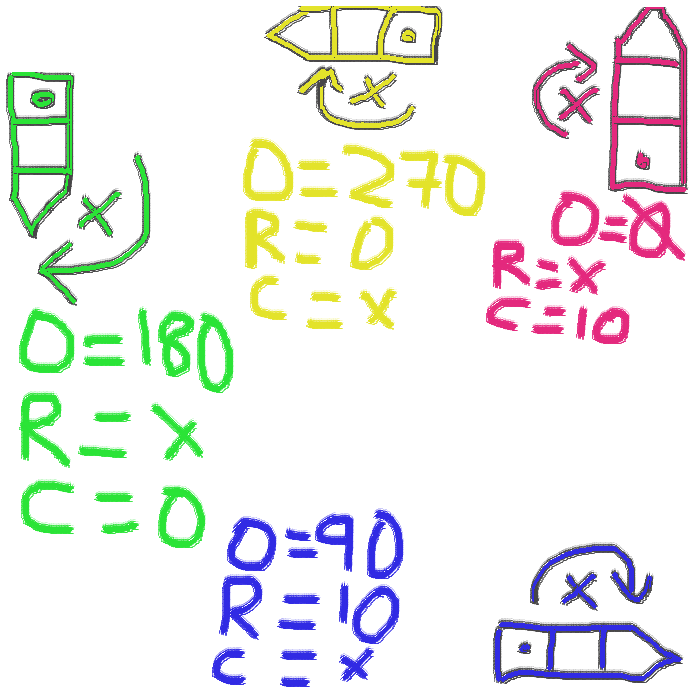 x
O=270
R=0
C=x
x
O=0
R=x
C=10
x
O=180
R=x
C=0
O=90
R=10
C=x
x